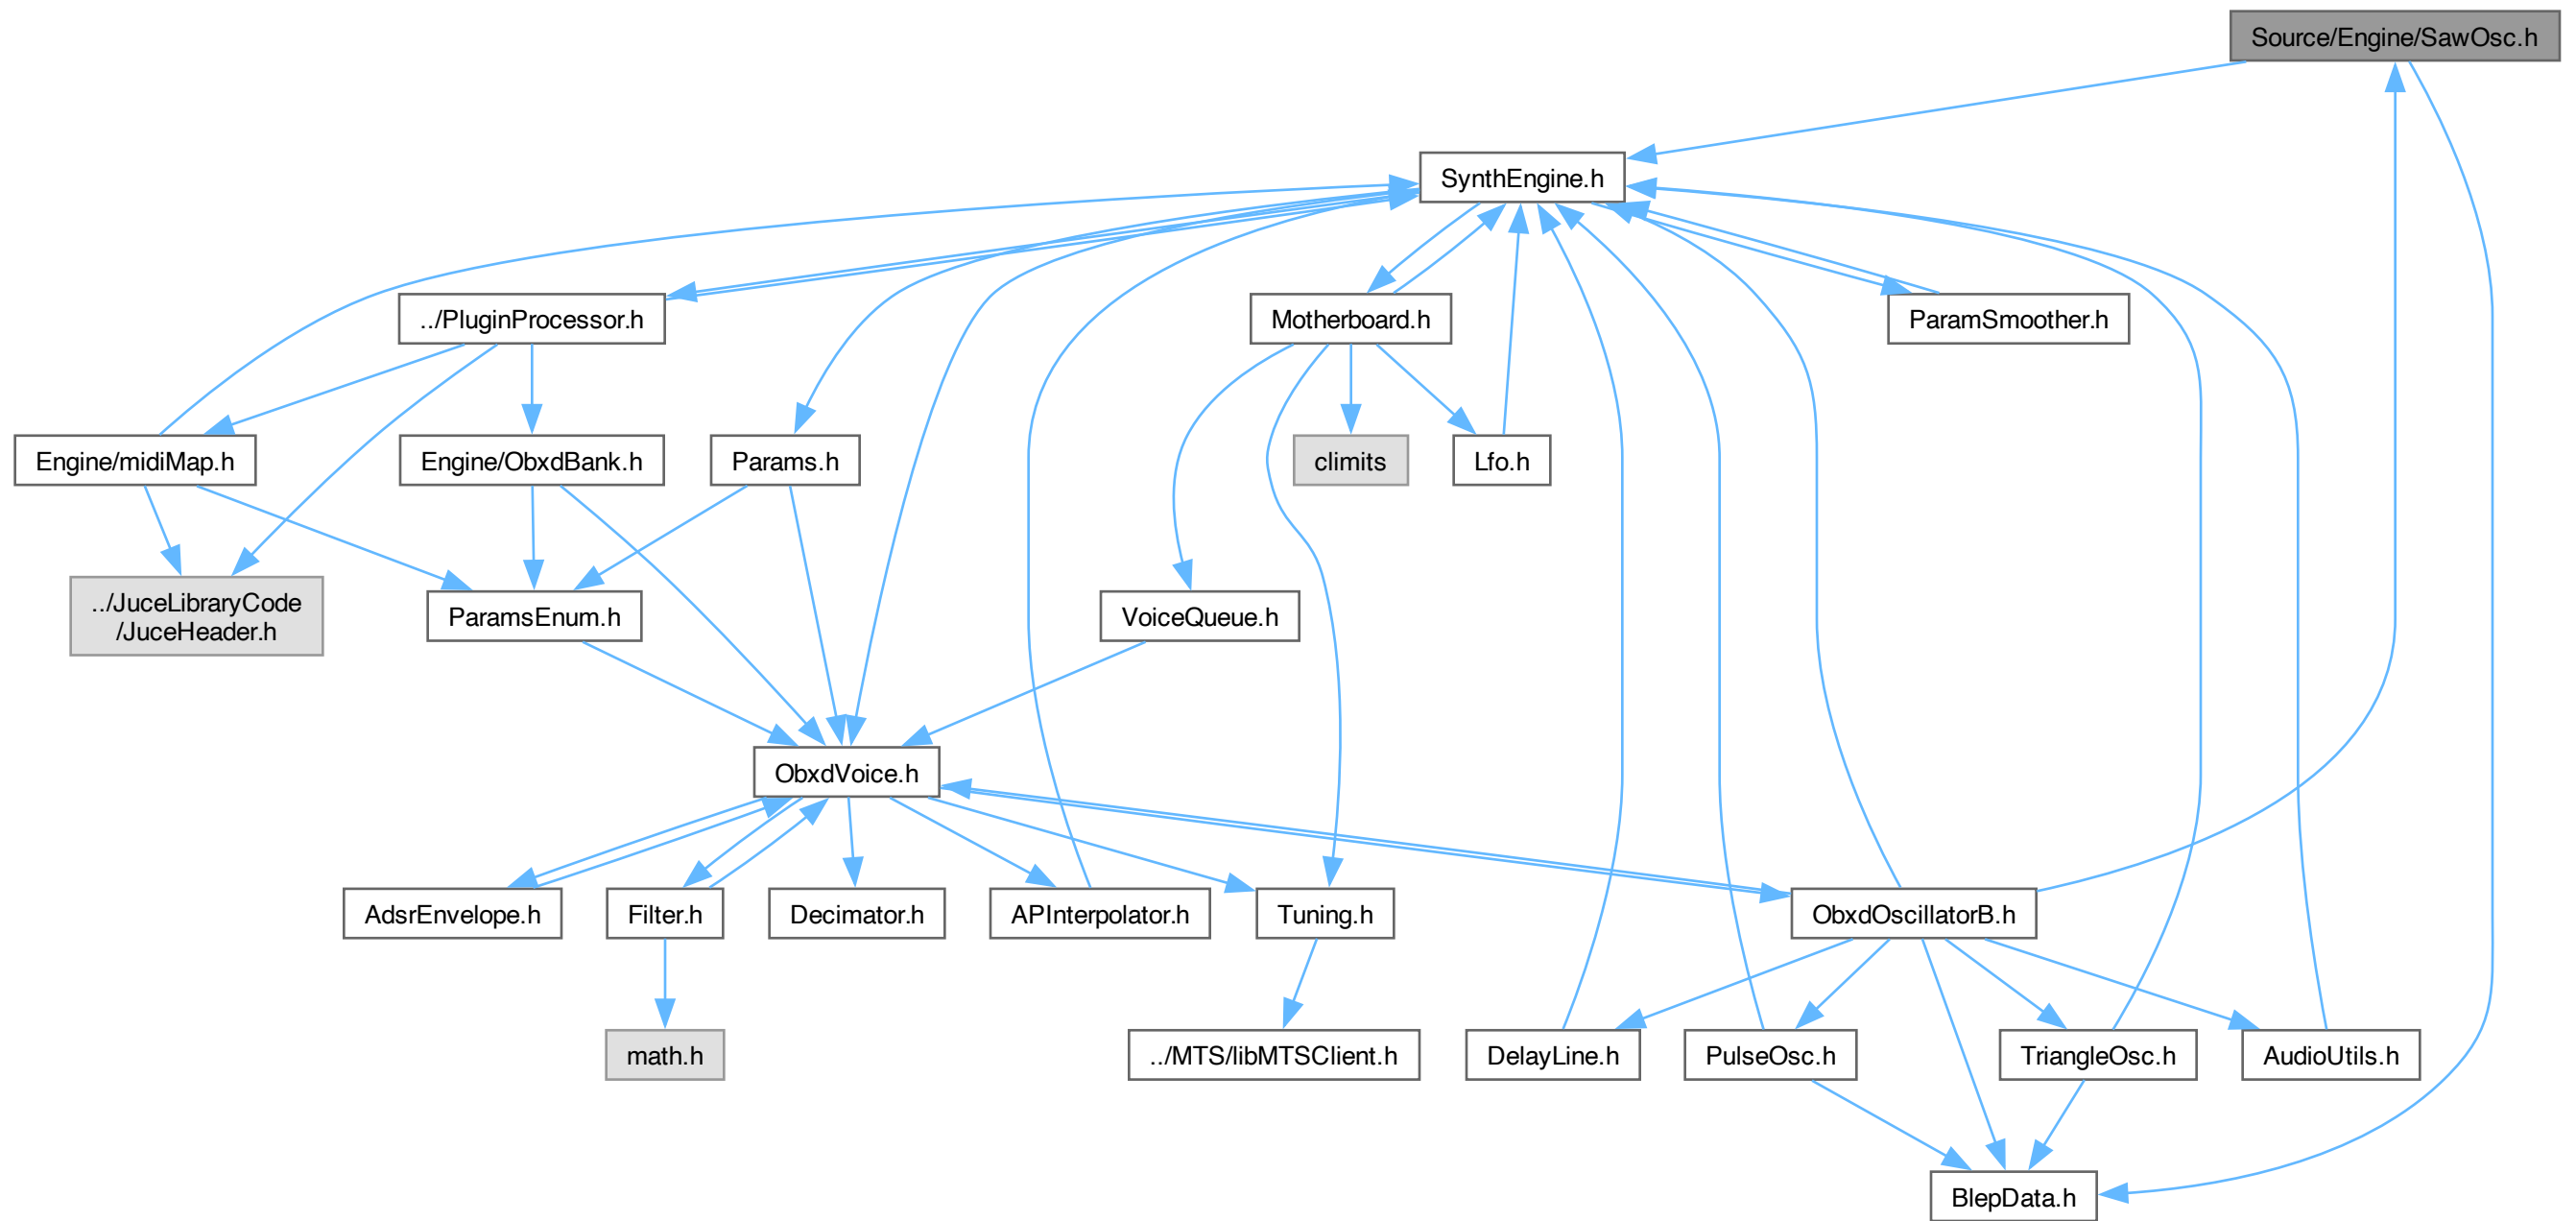 Source/Engine/SawOsc.h
SynthEngine.h
../PluginProcessor.h
Motherboard.h
ParamSmoother.h
Engine/midiMap.h
Engine/ObxdBank.h
Params.h
climits
Lfo.h
../JuceLibraryCode
/JuceHeader.h
ParamsEnum.h
VoiceQueue.h
ObxdVoice.h
AdsrEnvelope.h
Filter.h
Decimator.h
APInterpolator.h
Tuning.h
ObxdOscillatorB.h
math.h
../MTS/libMTSClient.h
DelayLine.h
PulseOsc.h
TriangleOsc.h
AudioUtils.h
BlepData.h